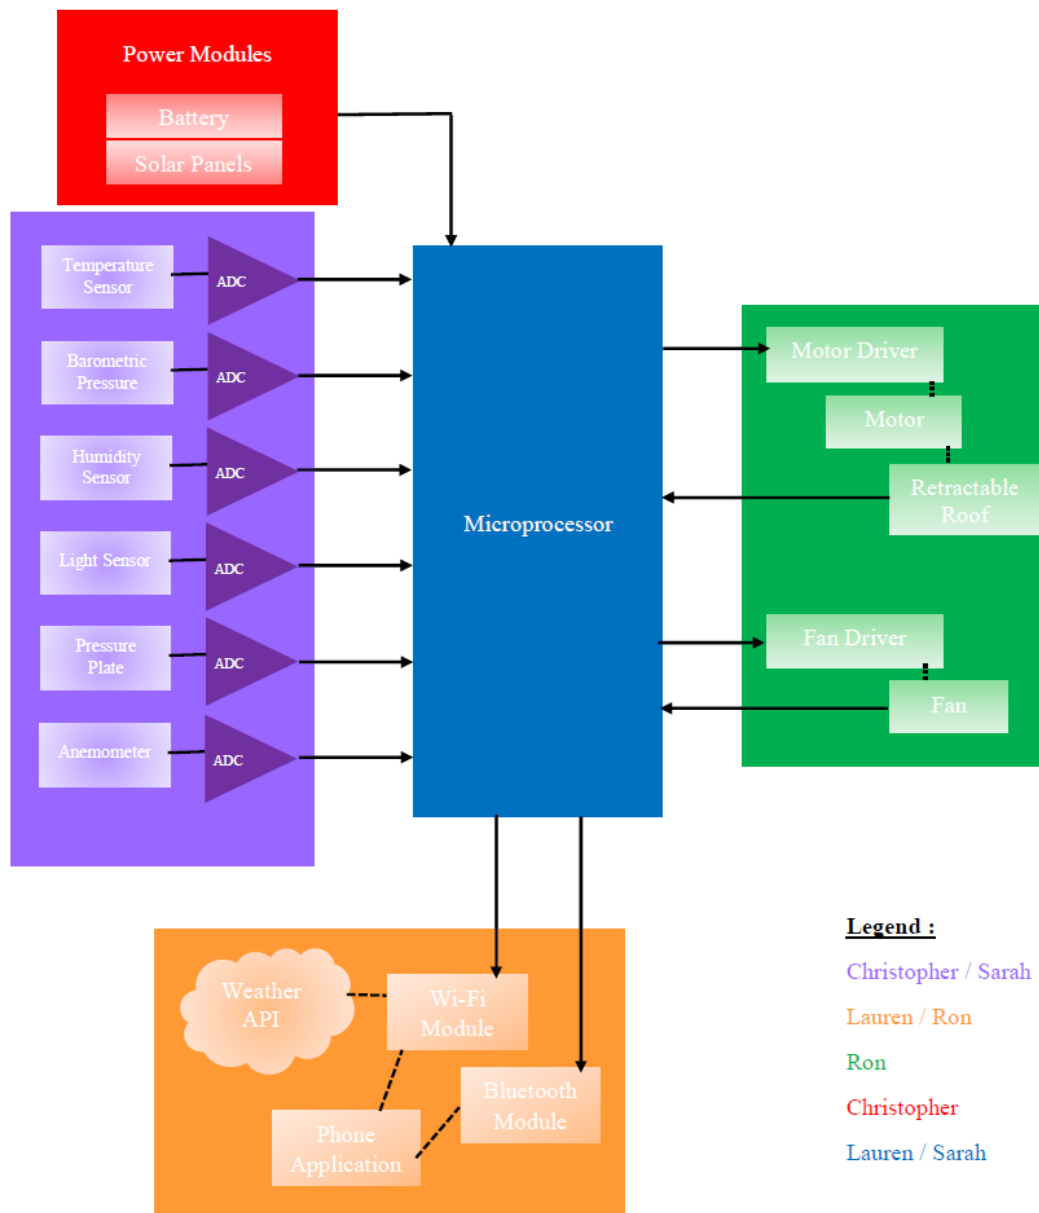 Power Modules
Battery
Solar Panels
Temperature
Sensor
ADC
Barometric
Pressure
ADC
Humidity
Sensor
ADC
Light Sensor
ADC
Pressure
Plate
ADC
Anemometer
ADC
Microprocessor
Motor Driver
Motor
Retractable
Roof
Fan Driver
Fan
Weather
API
Wi-Fi
Module
Bluetooth
Module
Phone
Application
Legend :
Christopher / Sarah
Lauren / Ron
Ron
Christopher
Lauren / Sarah